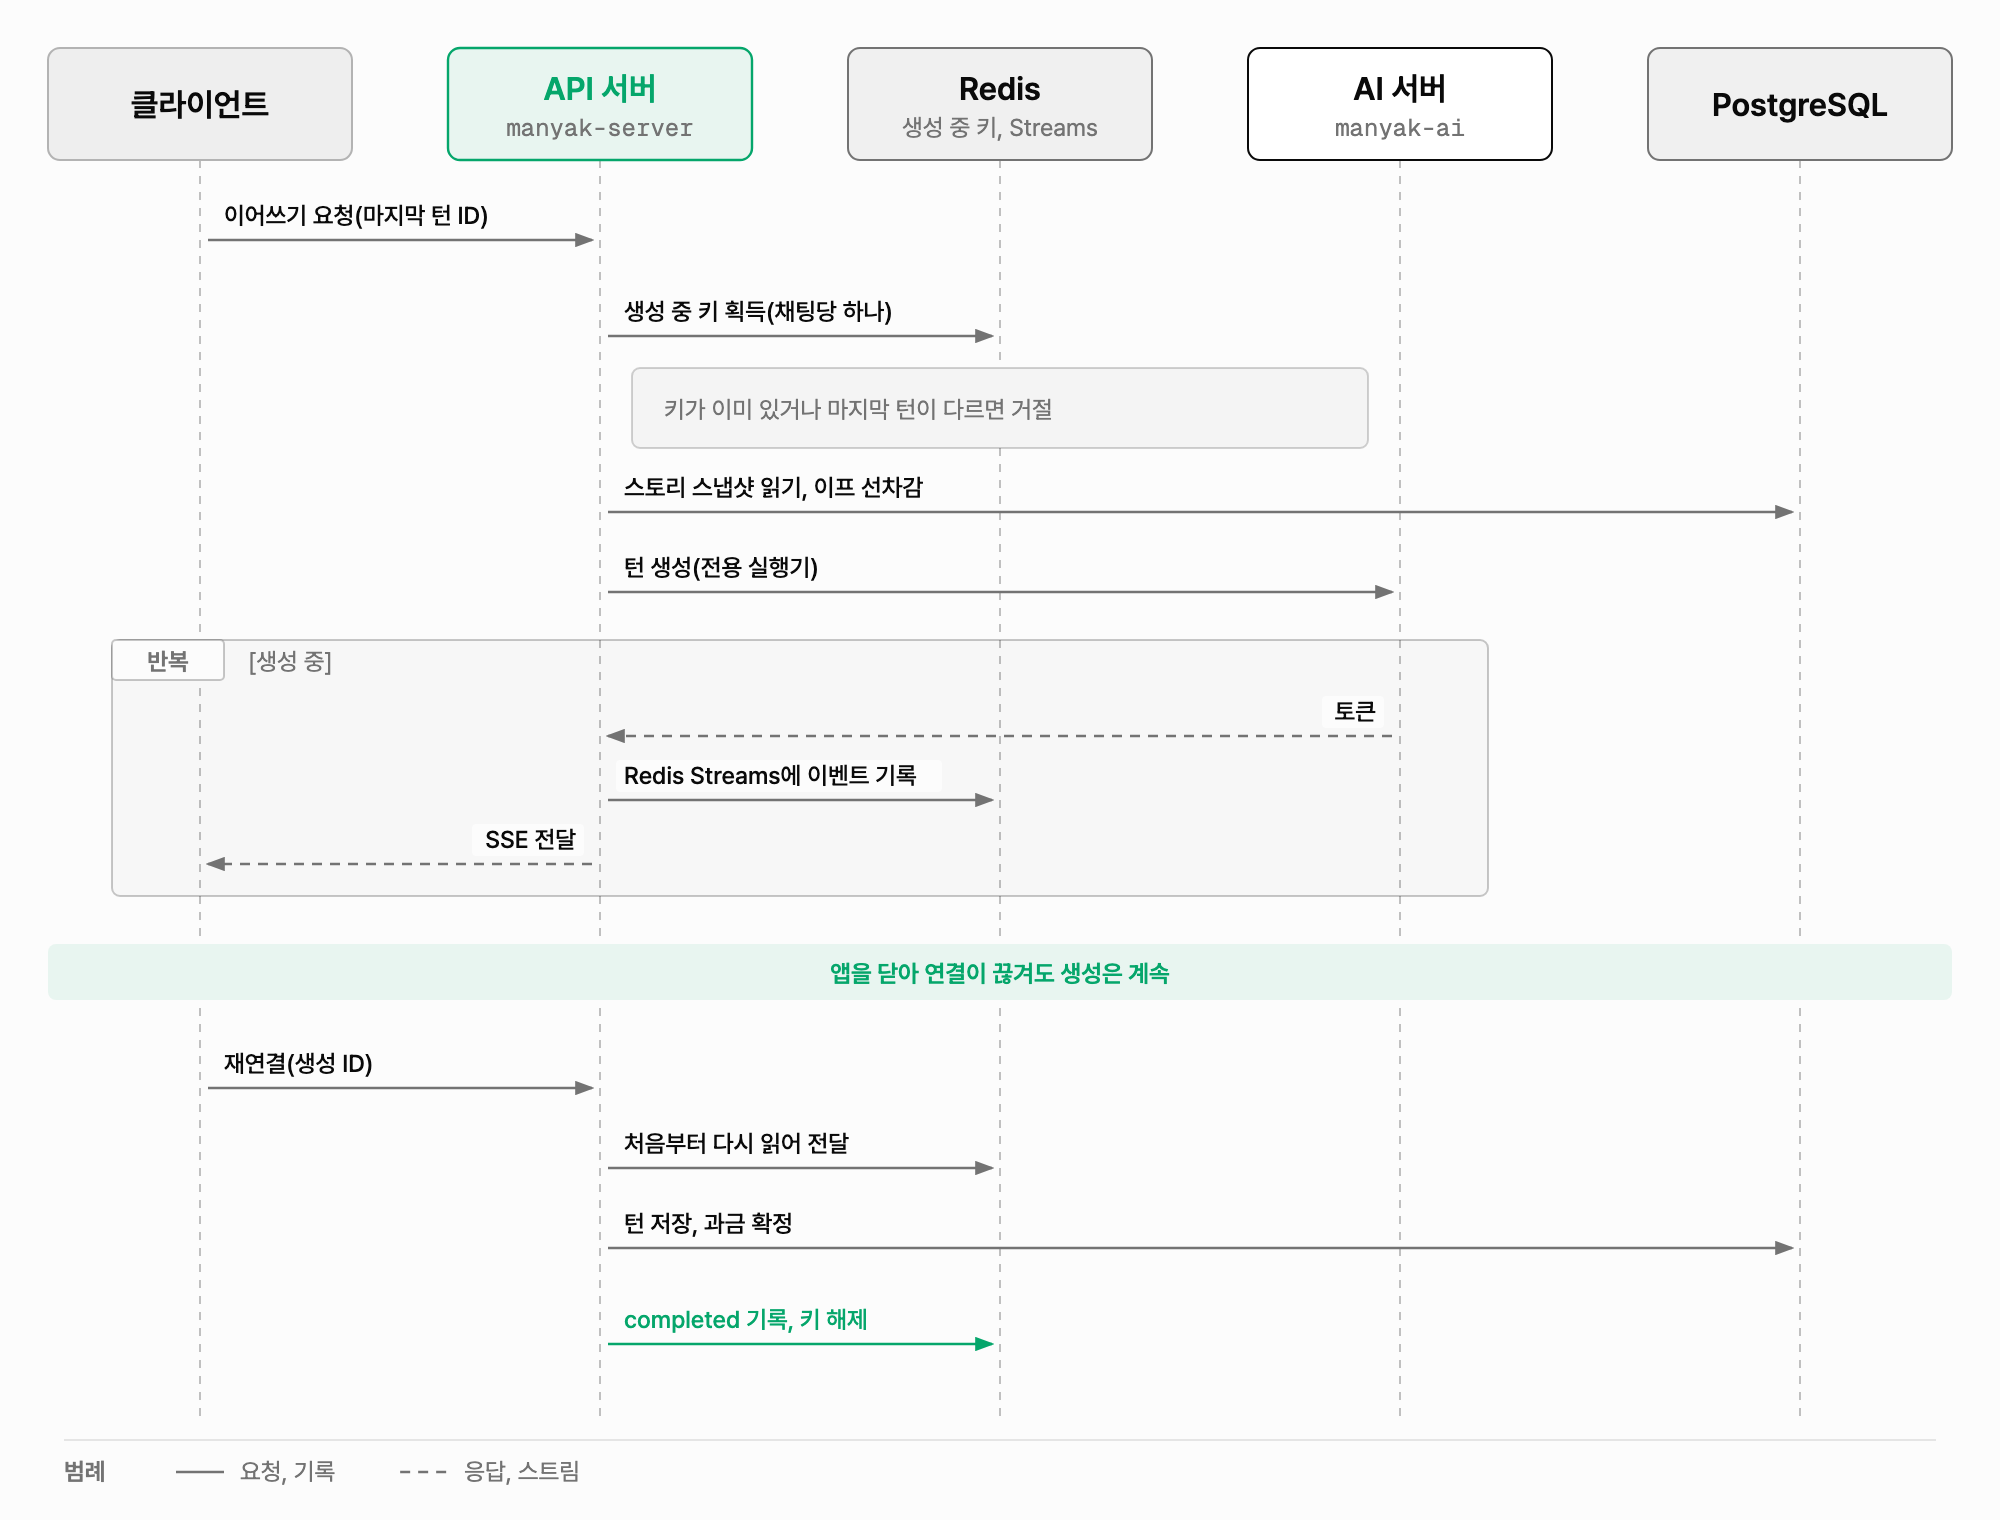 클라이언트
API 서버
manyak-server
Redis
생성 중 키, Streams
AI 서버
manyak-ai
PostgreSQL
이어쓰기 요청(마지막 턴 ID)
생성 중 키 획득(채팅당 하나)
키가 이미 있거나 마지막 턴이 다르면 거절
스토리 스냅샷 읽기, 이프 선차감
턴 생성(전용 실행기)
반복
[생성 중]
토큰
Redis Streams에 이벤트 기록
SSE 전달
앱을 닫아 연결이 끊겨도 생성은 계속
재연결(생성 ID)
처음부터 다시 읽어 전달
턴 저장, 과금 확정
completed 기록, 키 해제
범례
요청, 기록
응답, 스트림